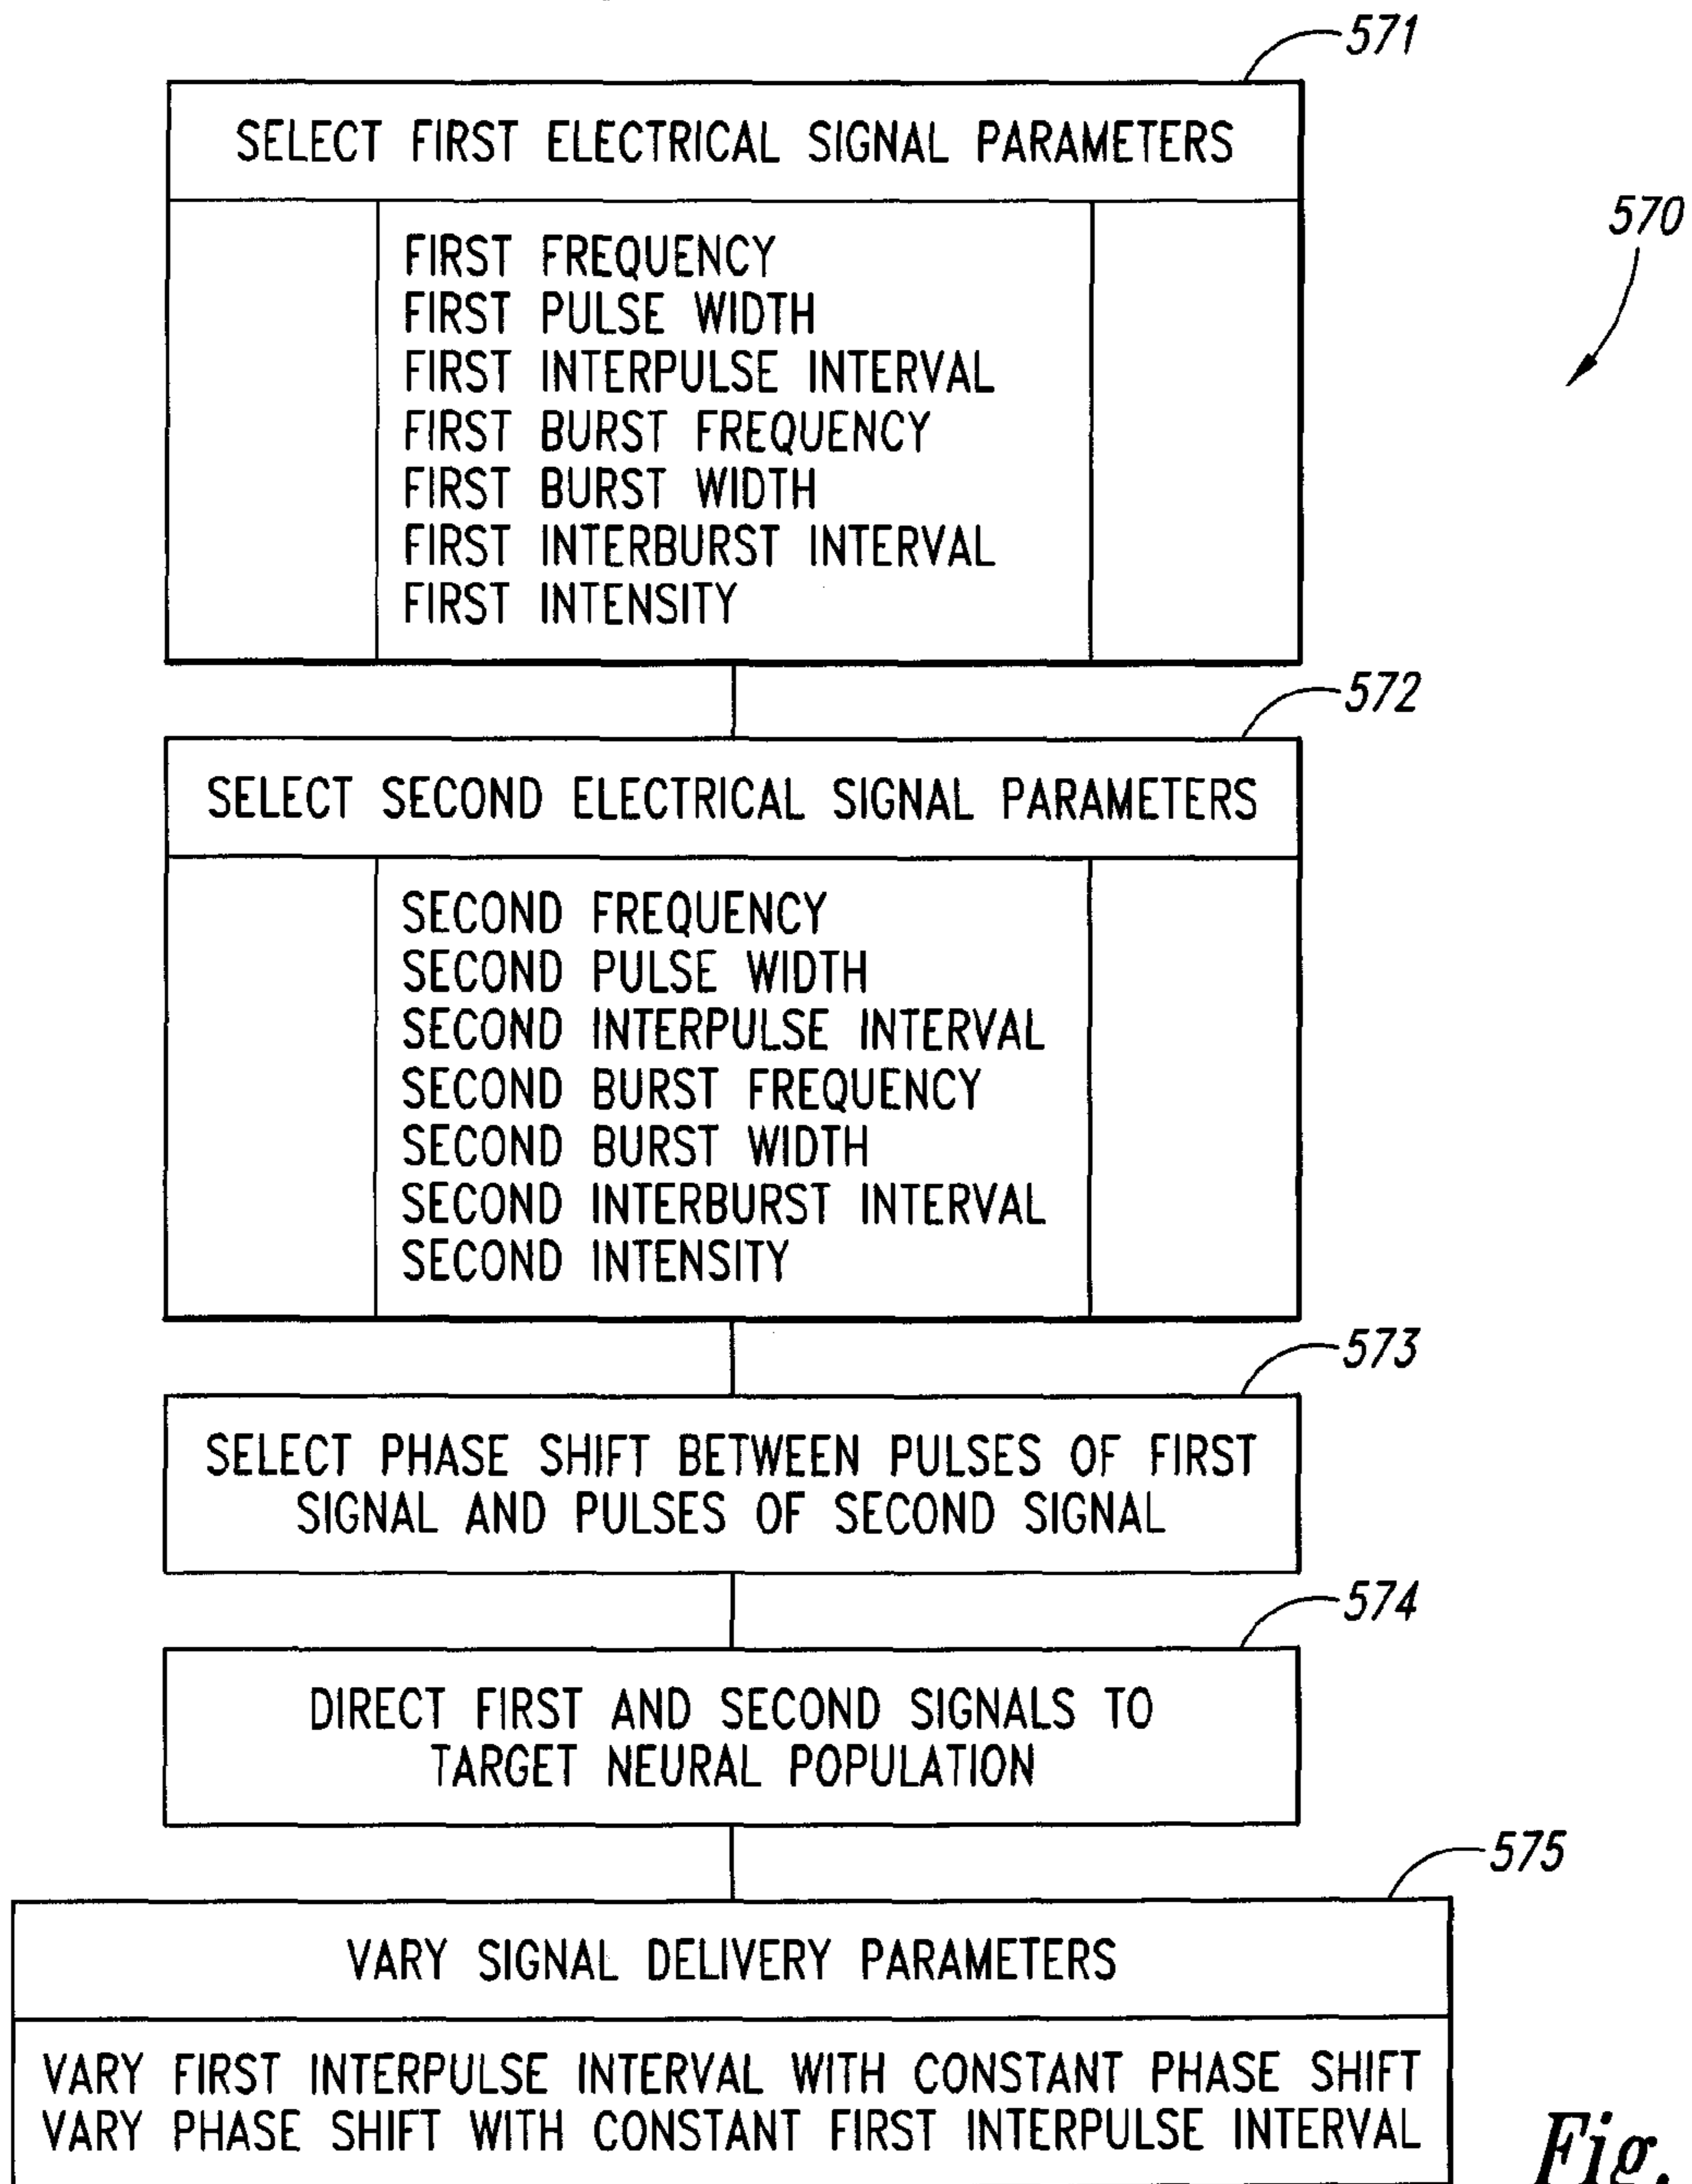 571
SELECT FIRST ELECTRICAL SIGNAL PARAMETERS
570
FIRST FREQUENCY
FIRST PULSE WIDTH
FIRST INTERPULSE INTERVAL
FIRST BURST FREQUENCY
FIRST BURST WIDTH
FIRST INTERBURST INTERVAL
FIRST INTENSITY
572
SELECT SECOND ELECTRICAL SIGNAL PARAMETERS
SECOND FREQUENCY
SECOND PULSE WIDTH
SECOND INTERPULSE INTERVAL
SECOND BURST FREQUENCY
SECOND BURST WIDTH
SECOND INTERBURST INTERVAL
SECOND INTENSITY
573
SELECT PHASE SHIFT BETWEEN PULSES OF FIRST
SIGNAL AND PULSES OF SECOND SIGNAL
574
DIRECT FIRST AND SECOND SIGNALS TO
TARGET NEURAL POPULATION
575
VARY SIGNAL DELIVERY PARAMETERS
VARY FIRST INTERPULSE INTERVAL WITH CONSTANT PHASE SHIFT
VARY PHASE SHIFT WITH CONSTANT FIRST INTERPULSE INTERVAL
Fig.